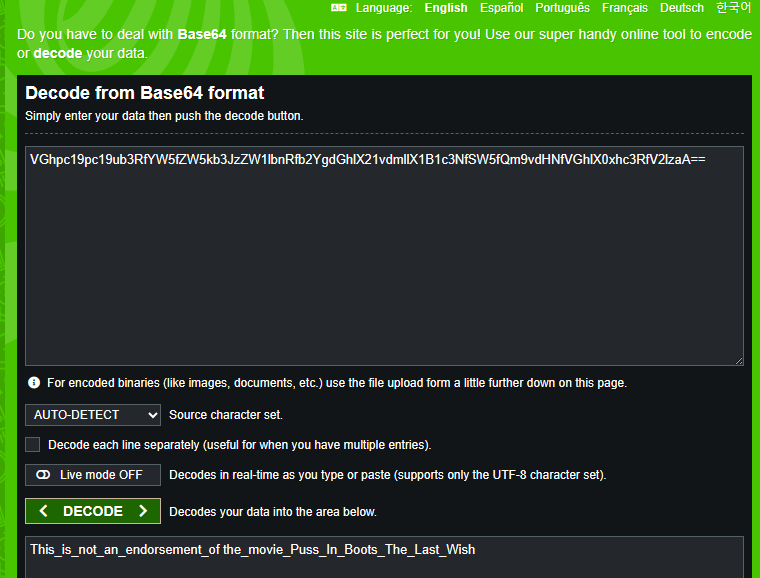 Language: English Español Português Français Deutsch 한국어
Do you have to deal with Base64 format? Then this site is perfect for you! Use our super handy online tool to encode
or decode your data.
Decode from Base64 format
Simply enter your data then push the decode button.
VGhpc19pc19ub3RfYW5fZW5kb3JzZW1lbnRfb2YgdGhlX21vdmllX1B1c3NfSW5fQm9vdHNfVGhlX0xhc3RfV2lzaA==
For encoded binaries (like images, documents, etc.) use the file upload form a little further down on this page.
AUTO-DETECT Source character set.
Decode each line separately (useful for when you have multiple entries).
Live mode OFF Decodes in real-time as you type or paste (supports only the UTF-8 character set).
DECODE Decodes your data into the area below.
This_is_not_an_endorsement_of the_movie_Puss_In_Boots_The_Last_Wish